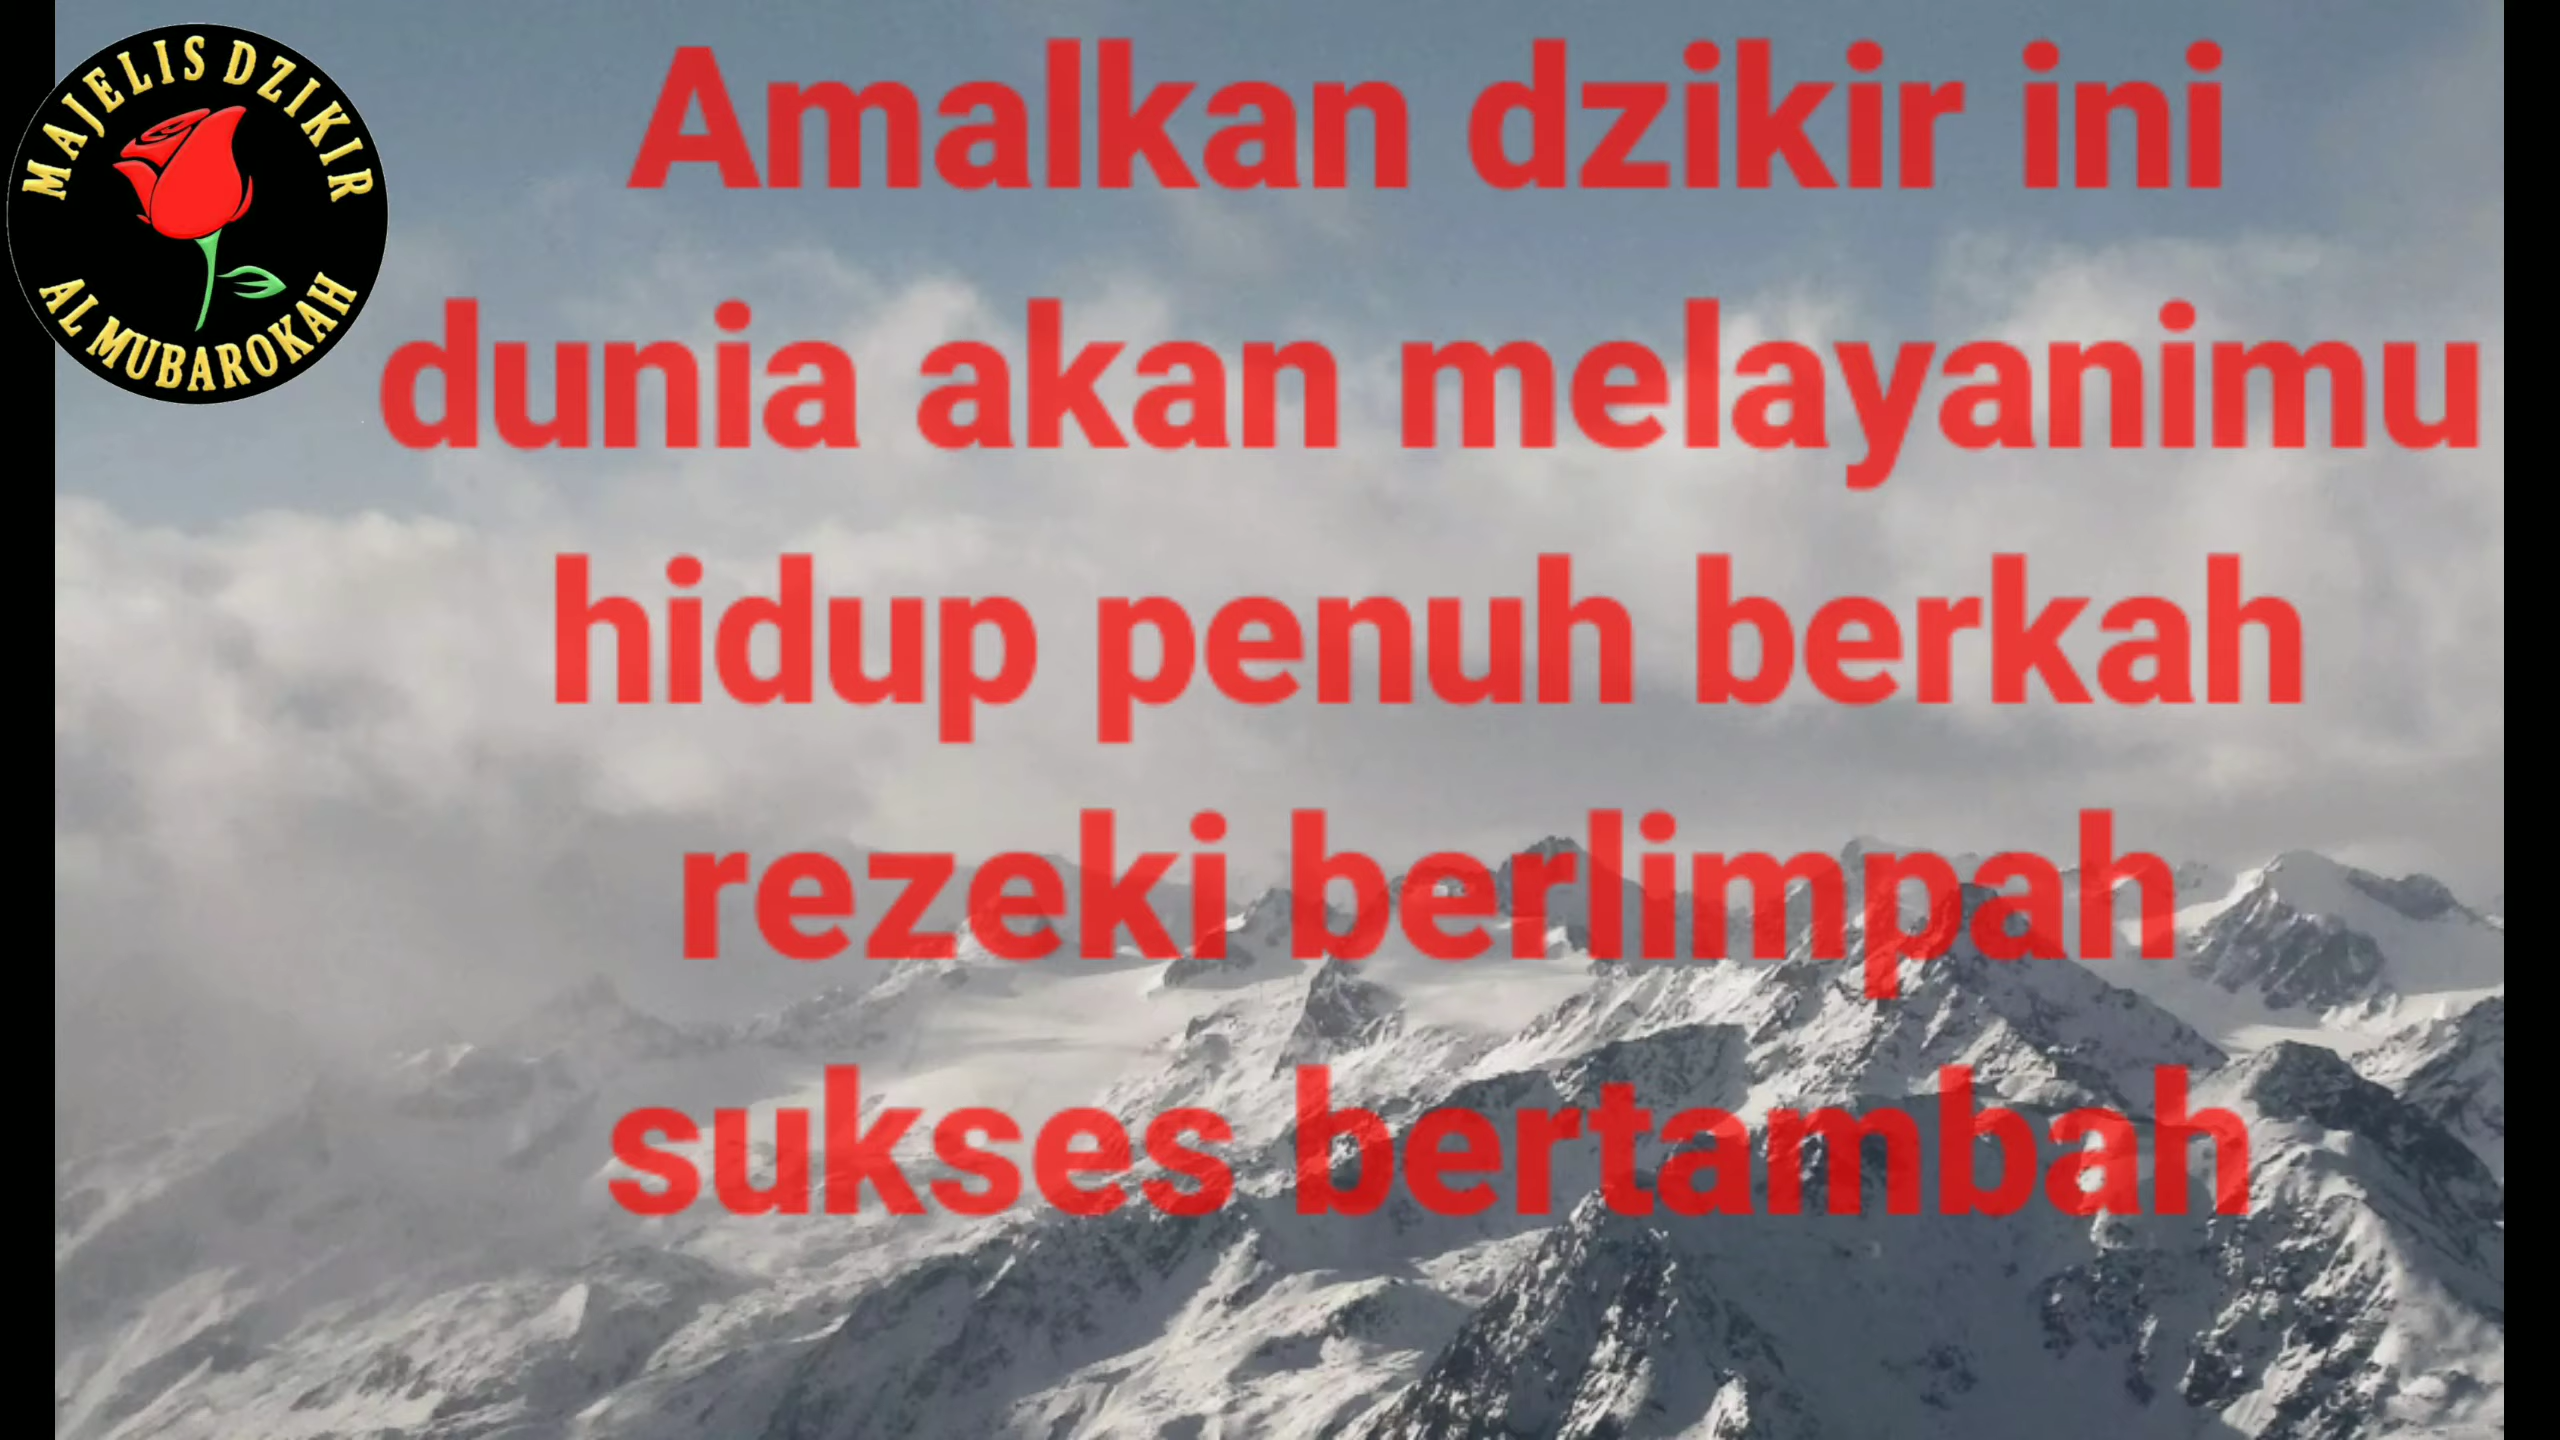 MAJELIS DZIKIR
AL MUBAROKAH
Amalkan dzikir ini
dunia akan melayanimu
hidup penuh berkah
rezeki berlimpah
sukses bertambah